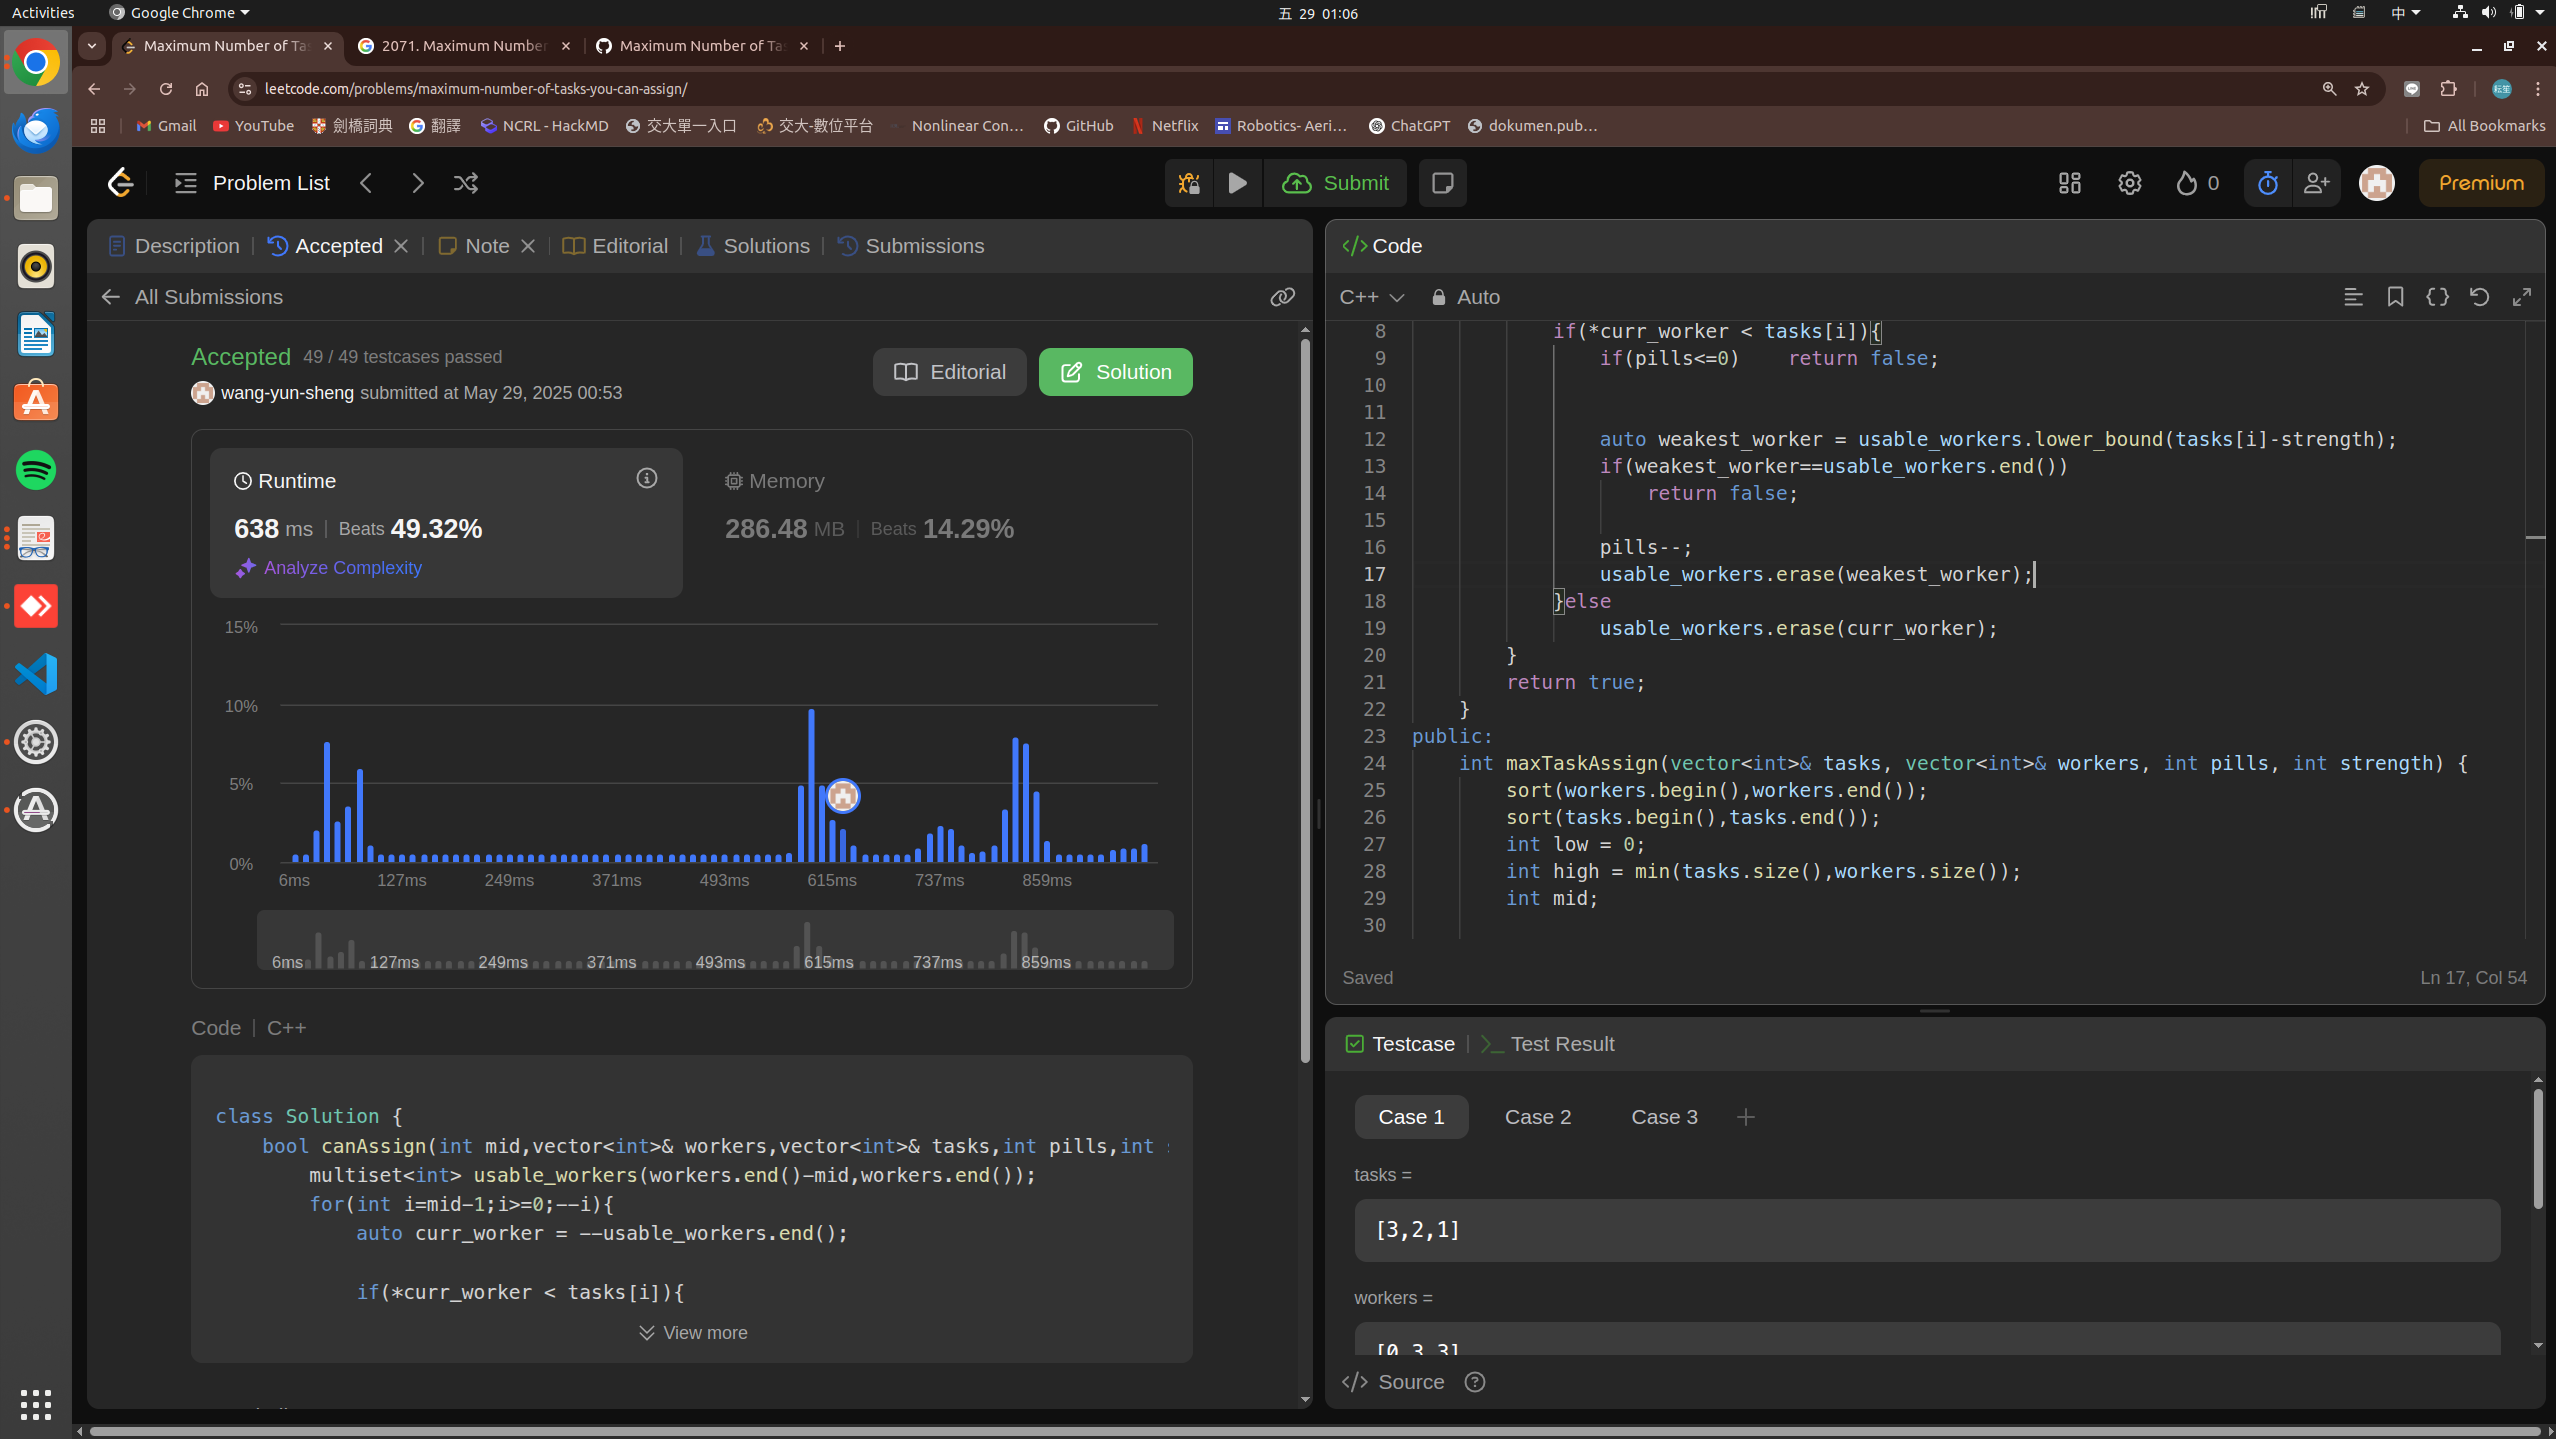 Activities
Google Chrome
五 29 01:06
中
Maximum Number of Ta
2071. Maximum Number
Maximum Number of Ta
leetcode.com/problems/maximum-number-of-tasks-you-can-assign/
Gmail
YouTube
劍橋詞典
翻譯
NCRL - HackMD
交大單一入口
交大-數位平台
Nonlinear Con...
GitHub
Netflix
Robotics- Aeri...
ChatGPT
dokumen.pub...
All Bookmarks
Problem List
Submit
0
Premium
Description
Accepted
Note
Editorial
Solutions
Submissions
All Submissions
Accepted 49 / 49 testcases passed
wang-yun-sheng submitted at May 29, 2025 00:53
Editorial
Solution
Runtime
638 ms | Beats 49.32%
Analyze Complexity
Memory
286.48 MB | Beats 14.29%
15%
10%
5%
0%
6ms 127ms 249ms 371ms 493ms 615ms 737ms 859ms
6ms 127ms 249ms 371ms 493ms 615ms 737ms 859ms
Code | C++
class Solution {
bool canAssign(int mid,vector<int>& workers,vector<int>& tasks,int pills,int
multiset<int> usable_workers(workers.end()-mid,workers.end());
for(int i=mid-1;i>=0;--i){
auto curr_worker = --usable_workers.end();
if(*curr_worker < tasks[i]){
View more
Code
C++
Auto
8 if(*curr_worker < tasks[i]){
9 if(pills<=0) return false;
10
11
12 auto weakest_worker = usable_workers.lower_bound(tasks[i]-strength);
13 if(weakest_worker==usable_workers.end())
14 return false;
15
16 pills--;
17 usable_workers.erase(weakest_worker);
18 }else
19 usable_workers.erase(curr_worker);
20 }
21 return true;
22 }
23 public:
24 int maxTaskAssign(vector<int>& tasks, vector<int>& workers, int pills, int strength) {
25 sort(workers.begin(),workers.end());
26 sort(tasks.begin(),tasks.end());
27 int low = 0;
28 int high = min(tasks.size(),workers.size());
29 int mid;
30
Saved
Ln 17, Col 54
Testcase
Test Result
Case 1
Case 2
Case 3
tasks =
[3,2,1]
workers =
[0,3,3]
Source